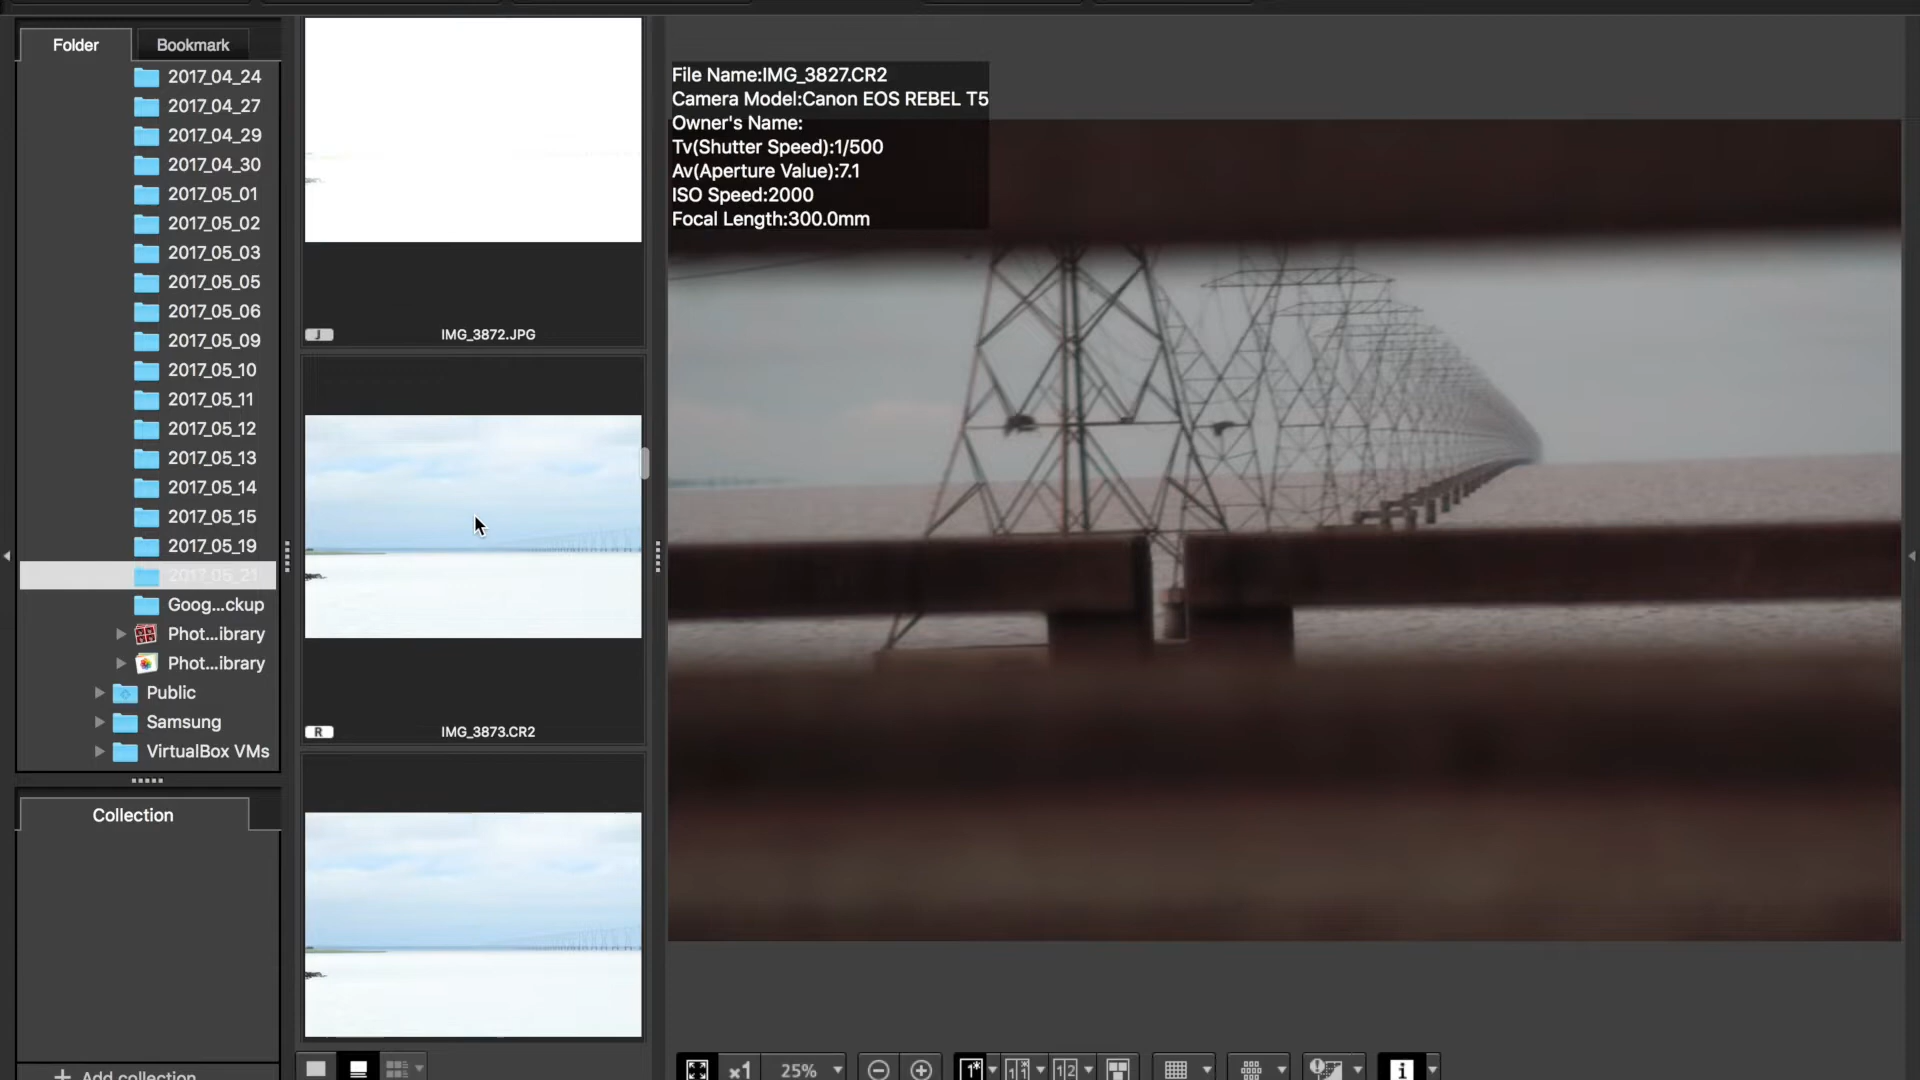 Folder
Bookmark
2017_04_24
2017_04_27
2017_04_29
2017_04_30
2017_05_01
2017_05_02
2017_05_03
2017_05_05
2017_05_06
2017_05_09
2017_05_10
2017_05_11
2017_05_12
2017_05_13
2017_05_14
2017_05_15
2017_05_19
2017_05_21
Goog...ckup
Phot...ibrary
Phot...ibrary
Public
Samsung
VirtualBox VMs
Collection
+ Add collection
J IMG_3872.JPG
R IMG_3873.CR2
File Name:IMG_3827.CR2
Camera Model:Canon EOS REBEL T5
Owner's Name:
Tv(Shutter Speed):1/500
Av(Aperture Value):7.1
ISO Speed:2000
Focal Length:300.0mm
x1 25%